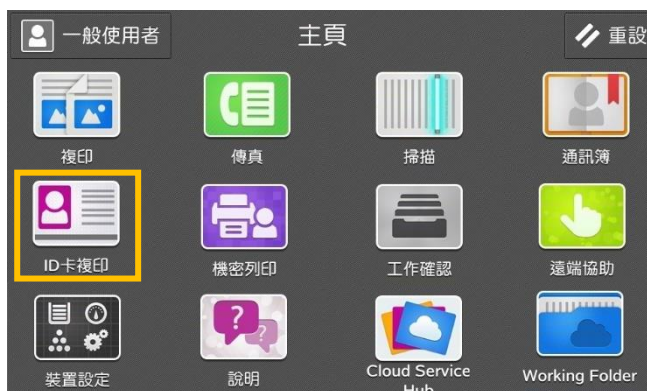 一般使用者
主頁
重設
複印
傳真
掃描
通訊簿
ID卡複印
機密列印
工作確認
遠端協助
裝置設定
說明
Cloud Service
Hub
Working Folder